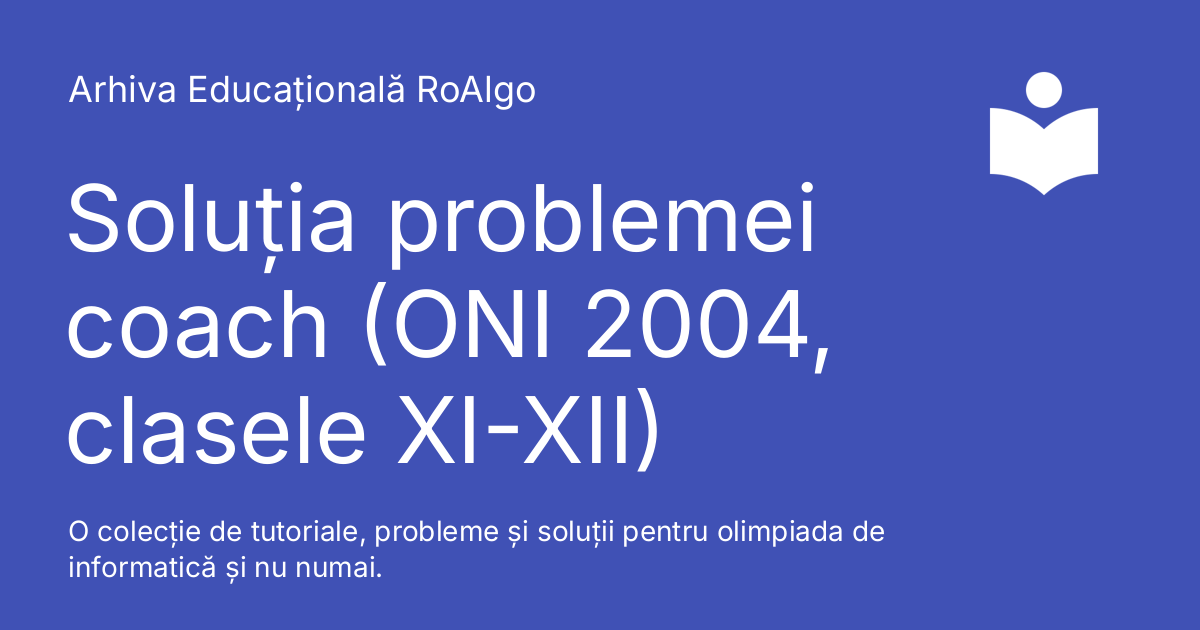 Arhiva Educațională RoAlgo
Soluția problemei
coach (ONI 2004,
clasele XI-XII)
O colecție de tutoriale, probleme și soluții pentru olimpiada de
informatică și nu numai.